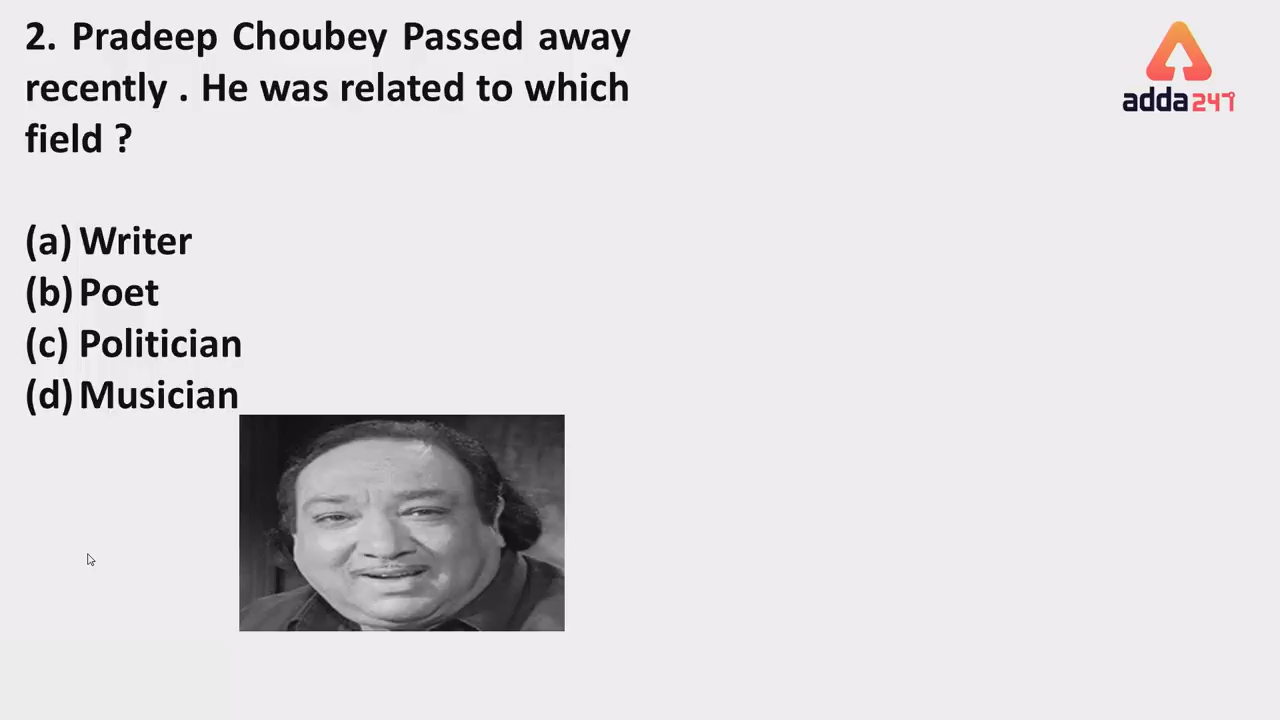 2. Pradeep Choubey Passed away
recently . He was related to which
field ?
(a) Writer
(b) Poet
(c) Politician
(d) Musician
adda247